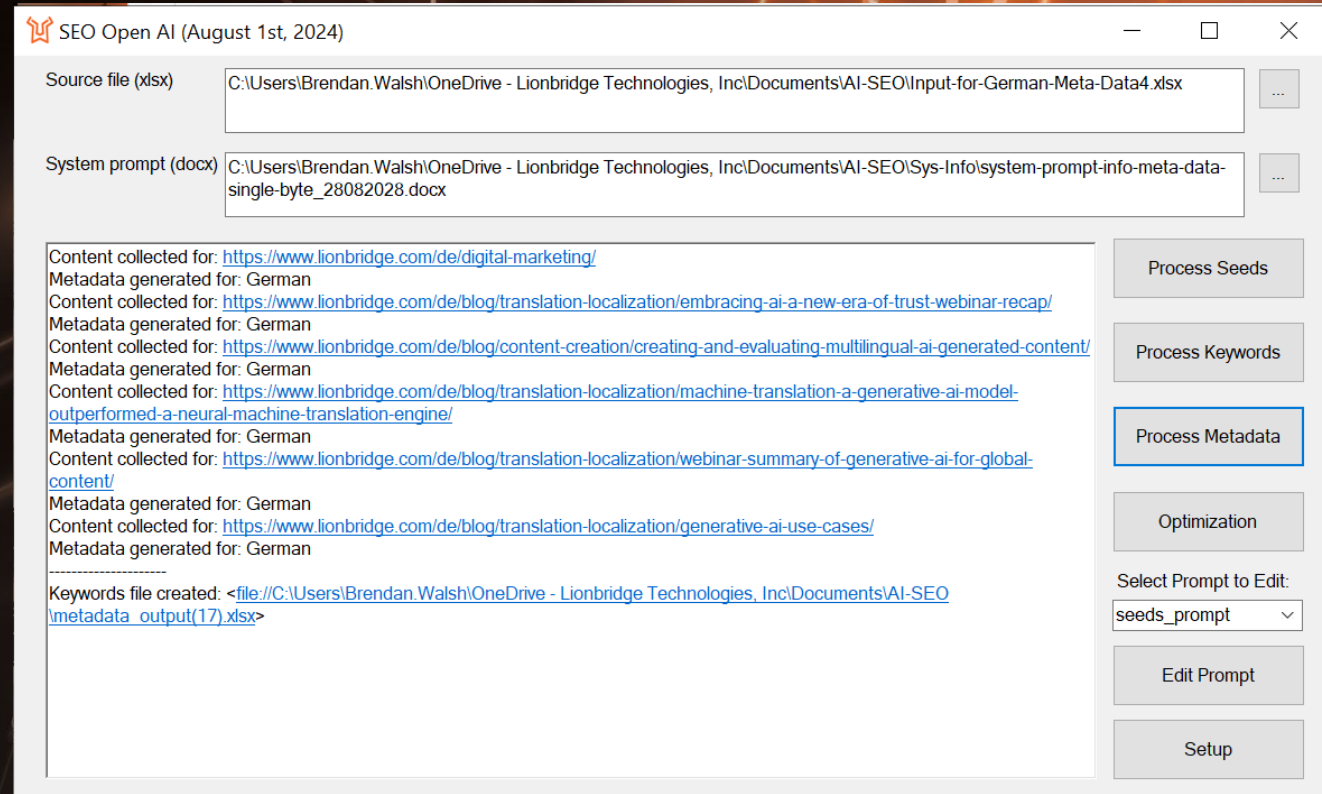 SEO Open AI (August 1st, 2024)
Source file (xlsx)
C:\Users\Brendan.Walsh\OneDrive - Lionbridge Technologies, Inc\Documents\AI-SEO\Input-for-German-Meta-Data4.xlsx
...
System prompt (docx)
C:\Users\Brendan.Walsh\OneDrive - Lionbridge Technologies, Inc\Documents\AI-SEO\Sys-Info\system-prompt-info-meta-data-
single-byte_28082028.docx
...
Content collected for: https://www.lionbridge.com/de/digital-marketing/
Metadata generated for: German
Content collected for: https://www.lionbridge.com/de/blog/translation-localization/embracing-ai-a-new-era-of-trust-webinar-recap/
Metadata generated for: German
Content collected for: https://www.lionbridge.com/de/blog/content-creation/creating-and-evaluating-multilingual-ai-generated-content/
Metadata generated for: German
Content collected for: https://www.lionbridge.com/de/blog/translation-localization/machine-translation-a-generative-ai-model-
outperformed-a-neural-machine-translation-engine/
Metadata generated for: German
Content collected for: https://www.lionbridge.com/de/blog/translation-localization/webinar-summary-of-generative-ai-for-global-
content/
Metadata generated for: German
Content collected for: https://www.lionbridge.com/de/blog/translation-localization/generative-ai-use-cases/
Metadata generated for: German
---------------------
Keywords file created: <file://C:\Users\Brendan.Walsh\OneDrive - Lionbridge Technologies, Inc\Documents\AI-SEO
\metadata_output(17).xlsx>
Process Seeds
Process Keywords
Process Metadata
Optimization
Select Prompt to Edit:
seeds_prompt
Edit Prompt
Setup